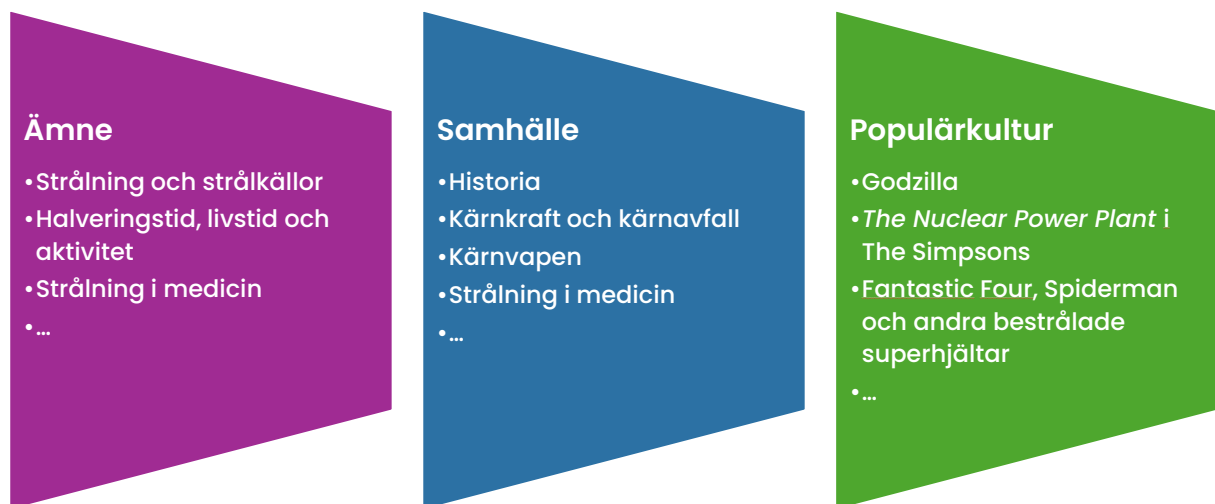 Ämne
•Strålning och strålkällor
•Halveringstid, livstid och
aktivitet
•Strålning i medicin
•...
Samhälle
•Historia
•Kärnkraft och kärnavfall
•Kärnvapen
•Strålning i medicin
•...
Populärkultur
•Godzilla
•The Nuclear Power Plant i
The Simpsons
•Fantastic Four, Spiderman
och andra bestrålade
superhjältar
•...